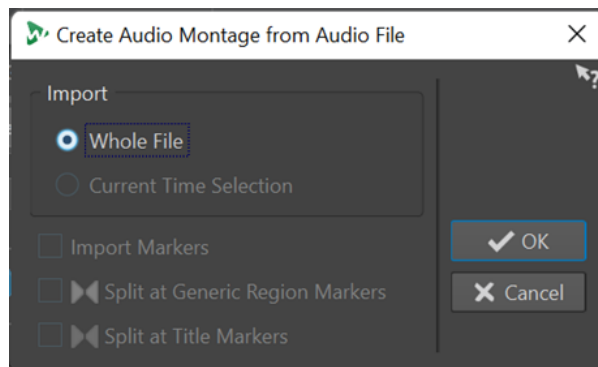 Create Audio Montage from Audio File
Import
Whole File
Current Time Selection
Import Markers
OK
Split at Generic Region Markers
Cancel
Split at Title Markers